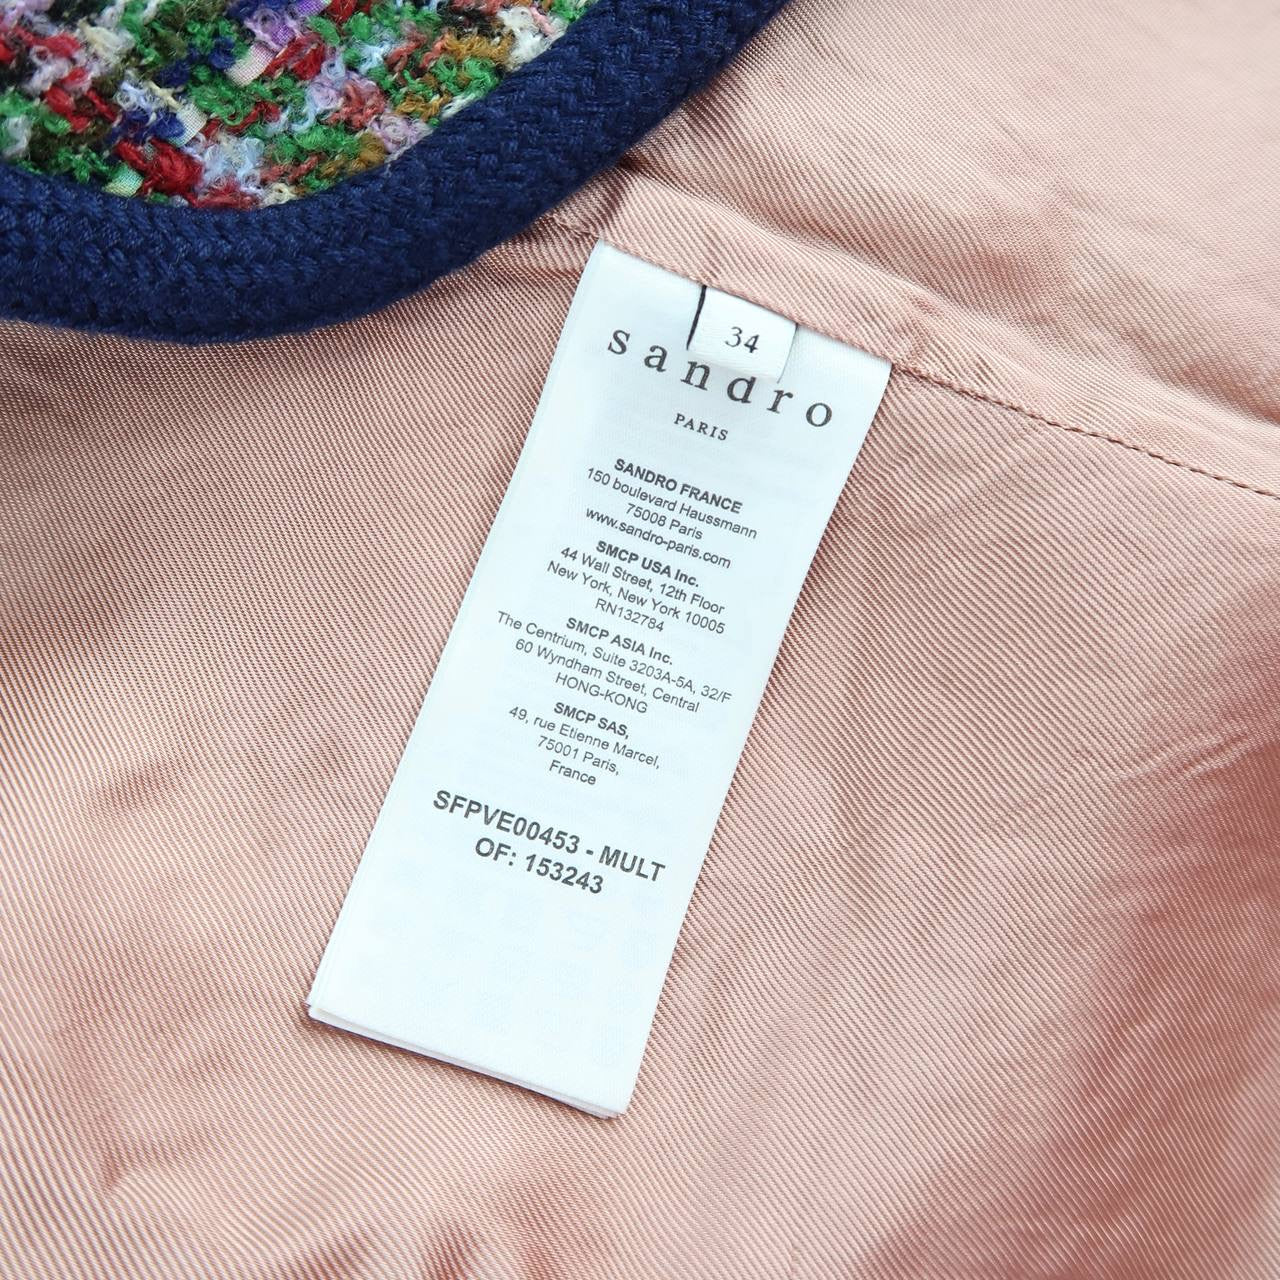 34
sandro
PARIS
SANDRO FRANCE
150 boulevard Haussmann
75008 Paris
www.sandro-paris.com
SMCP USA Inc.
44 Wall Street, 12th Floor
New York, New York 10005
RN132784
SMCP ASIA Inc.
The Centrium, Suite 3203A-5A, 32/F
60 Wyndham Street, Central
HONG-KONG
SMCP SAS,
49, rue Etienne Marcel,
75001 Paris,
France
SFPVE00453 - MULT
OF: 153243